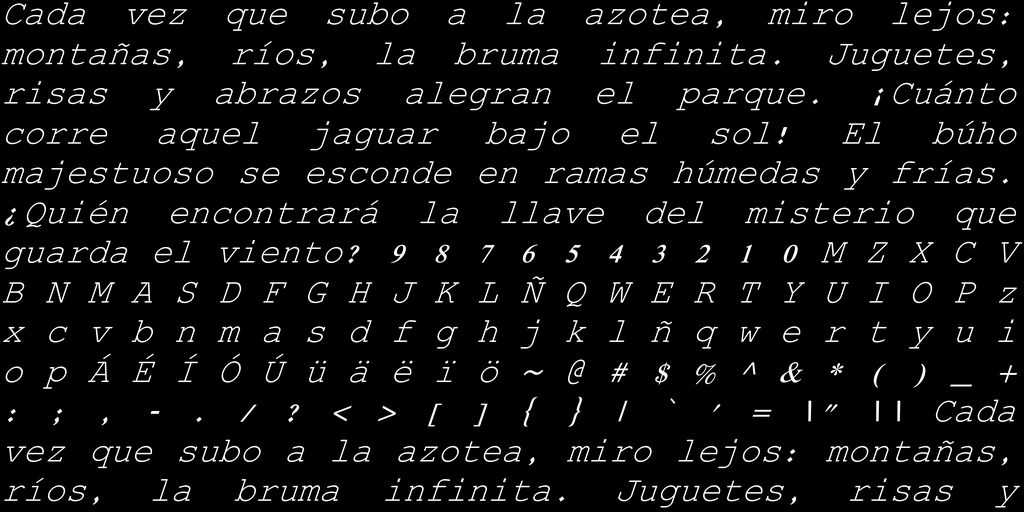 Cada vez que subo a la azotea, miro lejos:
montañas, ríos, la bruma infinita. Juguetes,
risas y abrazos alegran el parque. ¡Cuánto
corre aquel jaguar bajo el sol! El búho
majestuoso se esconde en ramas húmedas y frías.
¿Quién encontrará la llave del misterio que
guarda el viento? 9 8 7 6 5 4 3 2 1 0 M Z X C V
B N M A S D F G H J K L Ñ Q W E R T Y U I O P z
x c v b n m a s d f g h j k l ñ q w e r t y u i
o p Á É Í Ó Ú ü ä ë ï ö ~ @ # $ % ^ & * ( ) _ +
: ; , - . / ? < > [ ] { } | ` ' = \" \\ Cada
vez que subo a la azotea, miro lejos: montañas,
ríos, la bruma infinita. Juguetes, risas y